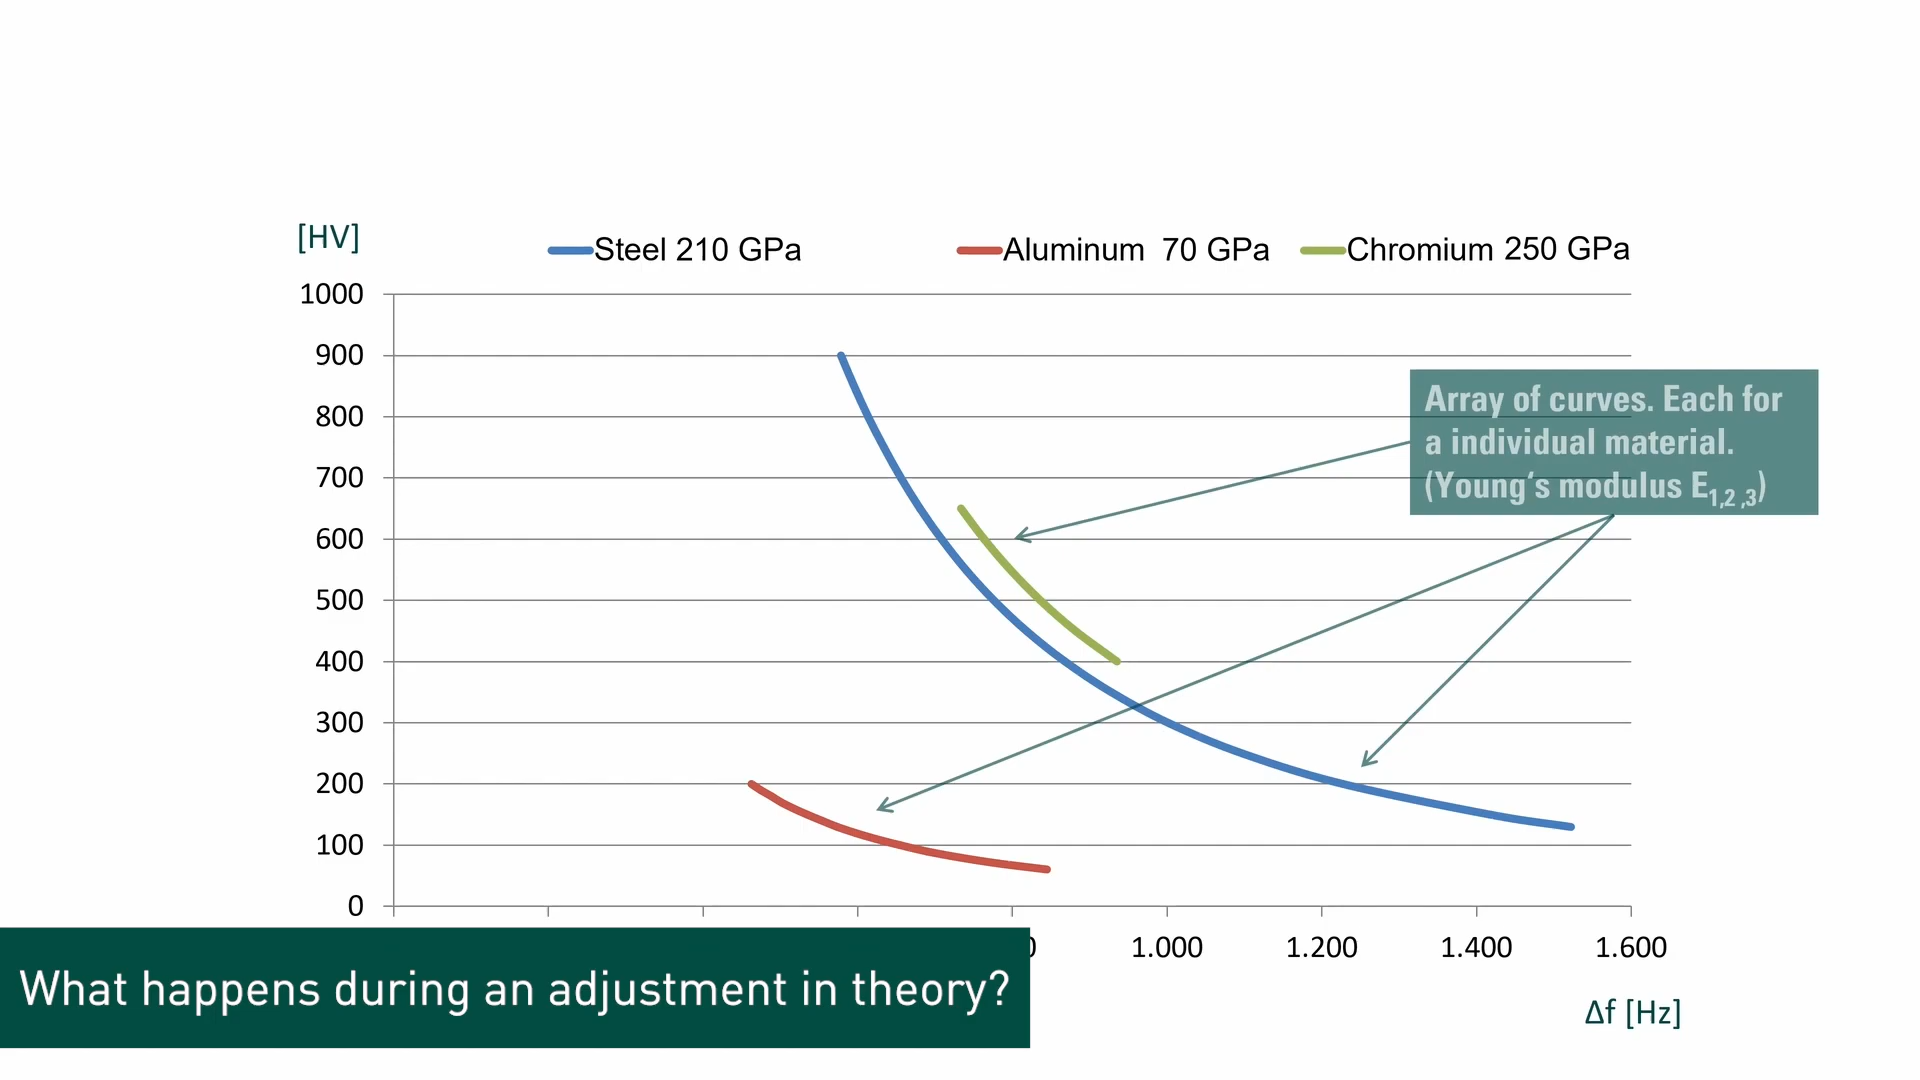 [HV]
Steel 210 GPa
Aluminum 70 GPa
Chromium 250 GPa
1000
900
800
700
600
500
400
300
200
100
0
Array of curves. Each for
a individual material.
(Young‘s modulus E1,2 ,3)
1.000
1.200
1.400
1.600
Δf [Hz]
What happens during an adjustment in theory?